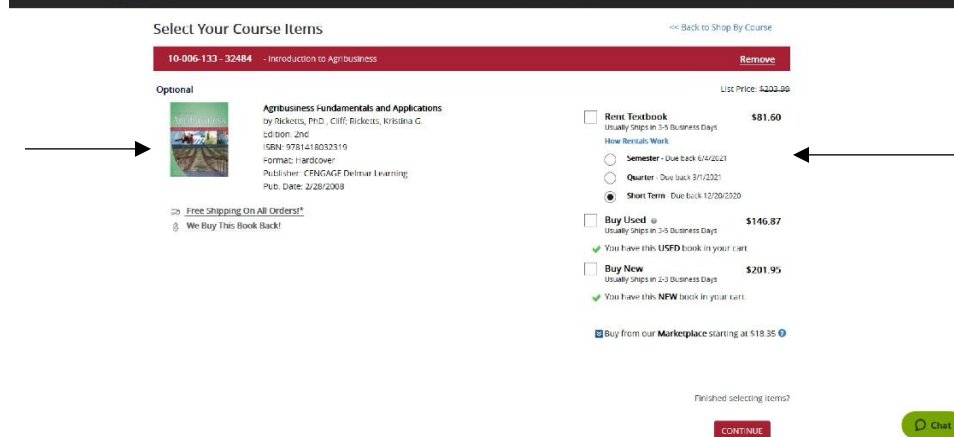 Select Your Course Items
<< Back to Shop By Course
10-006-133 - 32484 - Introduction to Agribusiness
Remove
Optional
List Price: $203.99
Agribusiness
Agribusiness Fundamentals and Applications
by Ricketts, PhD., Cliff; Ricketts, Kristina G.
Edition: 2nd
ISBN: 9781418032319
Format: Hardcover
Publisher: CENGAGE Delmar Learning
Pub. Date: 2/28/2008
Free Shipping On All Orders!*
We Buy This Book Back!
Rent Textbook $81.60
Usually Ships in 3-5 Business Days
How Rentals Work
Semester - Due back 6/4/2021
Quarter - Due back 3/1/2021
Short Term - Due back 12/20/2020
Buy Used $146.87
Usually Ships in 3-5 Business Days
You have this USED book in your cart
Buy New $201.95
Usually Ships in 2-3 Business Days
You have this NEW book in your cart.
Buy from our Marketplace starting at $18.35 ?
Finished selecting items?
CONTINUE
Chat